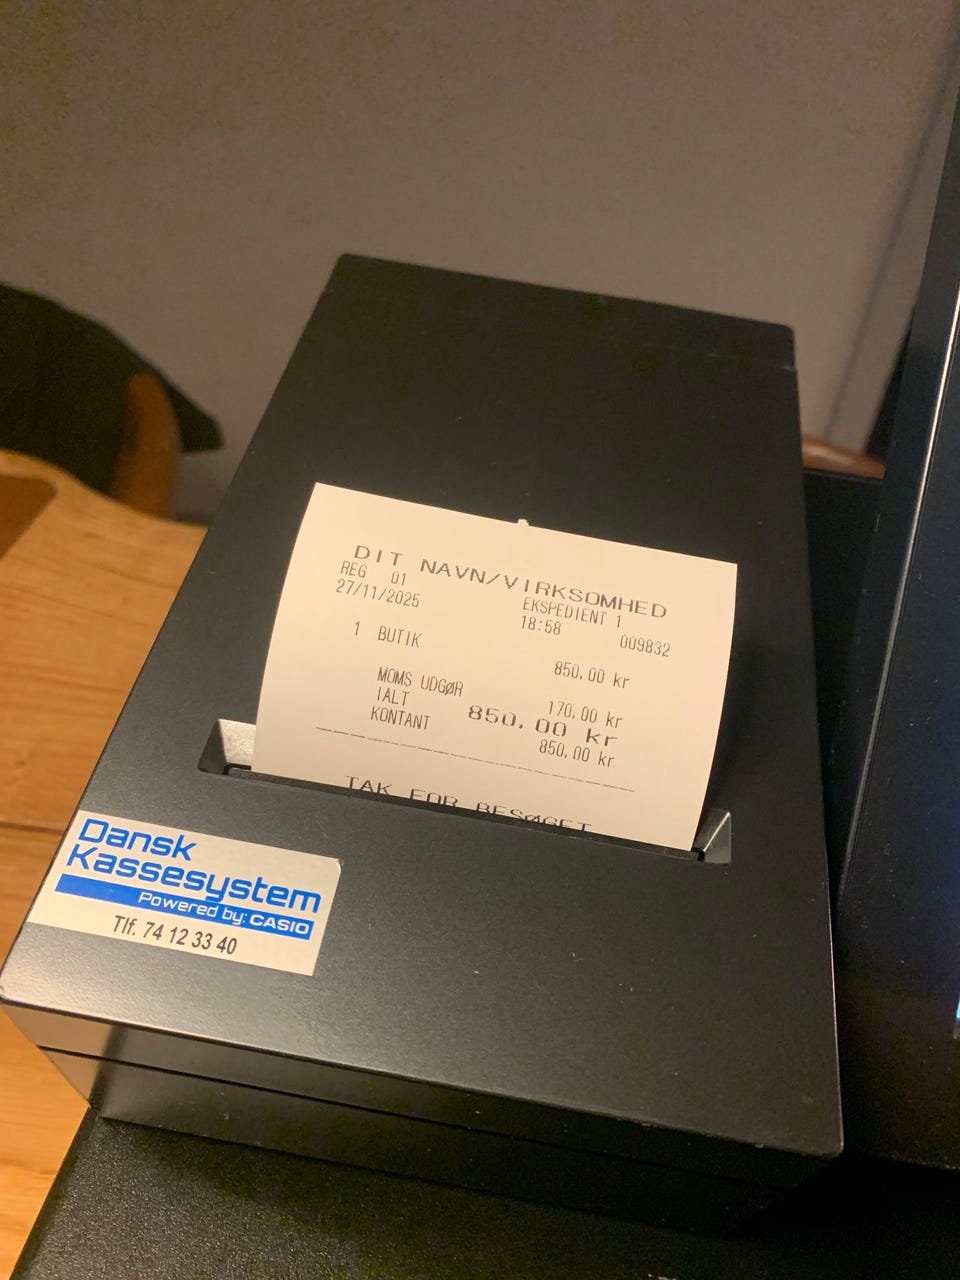 DIT NAVN/VIRKSOMHED
REG 01 EKSPEDIENT 1
27/11/2025 18:58 009832
1 BUTIK
850,00 kr
MOMS UDGØR 170,00 kr
IALT 850,00 kr
KONTANT 850,00 kr
TAK FOR BESØGET
Dansk
Kassesystem
Powered by: CASIO
Tlf. 74 12 33 40